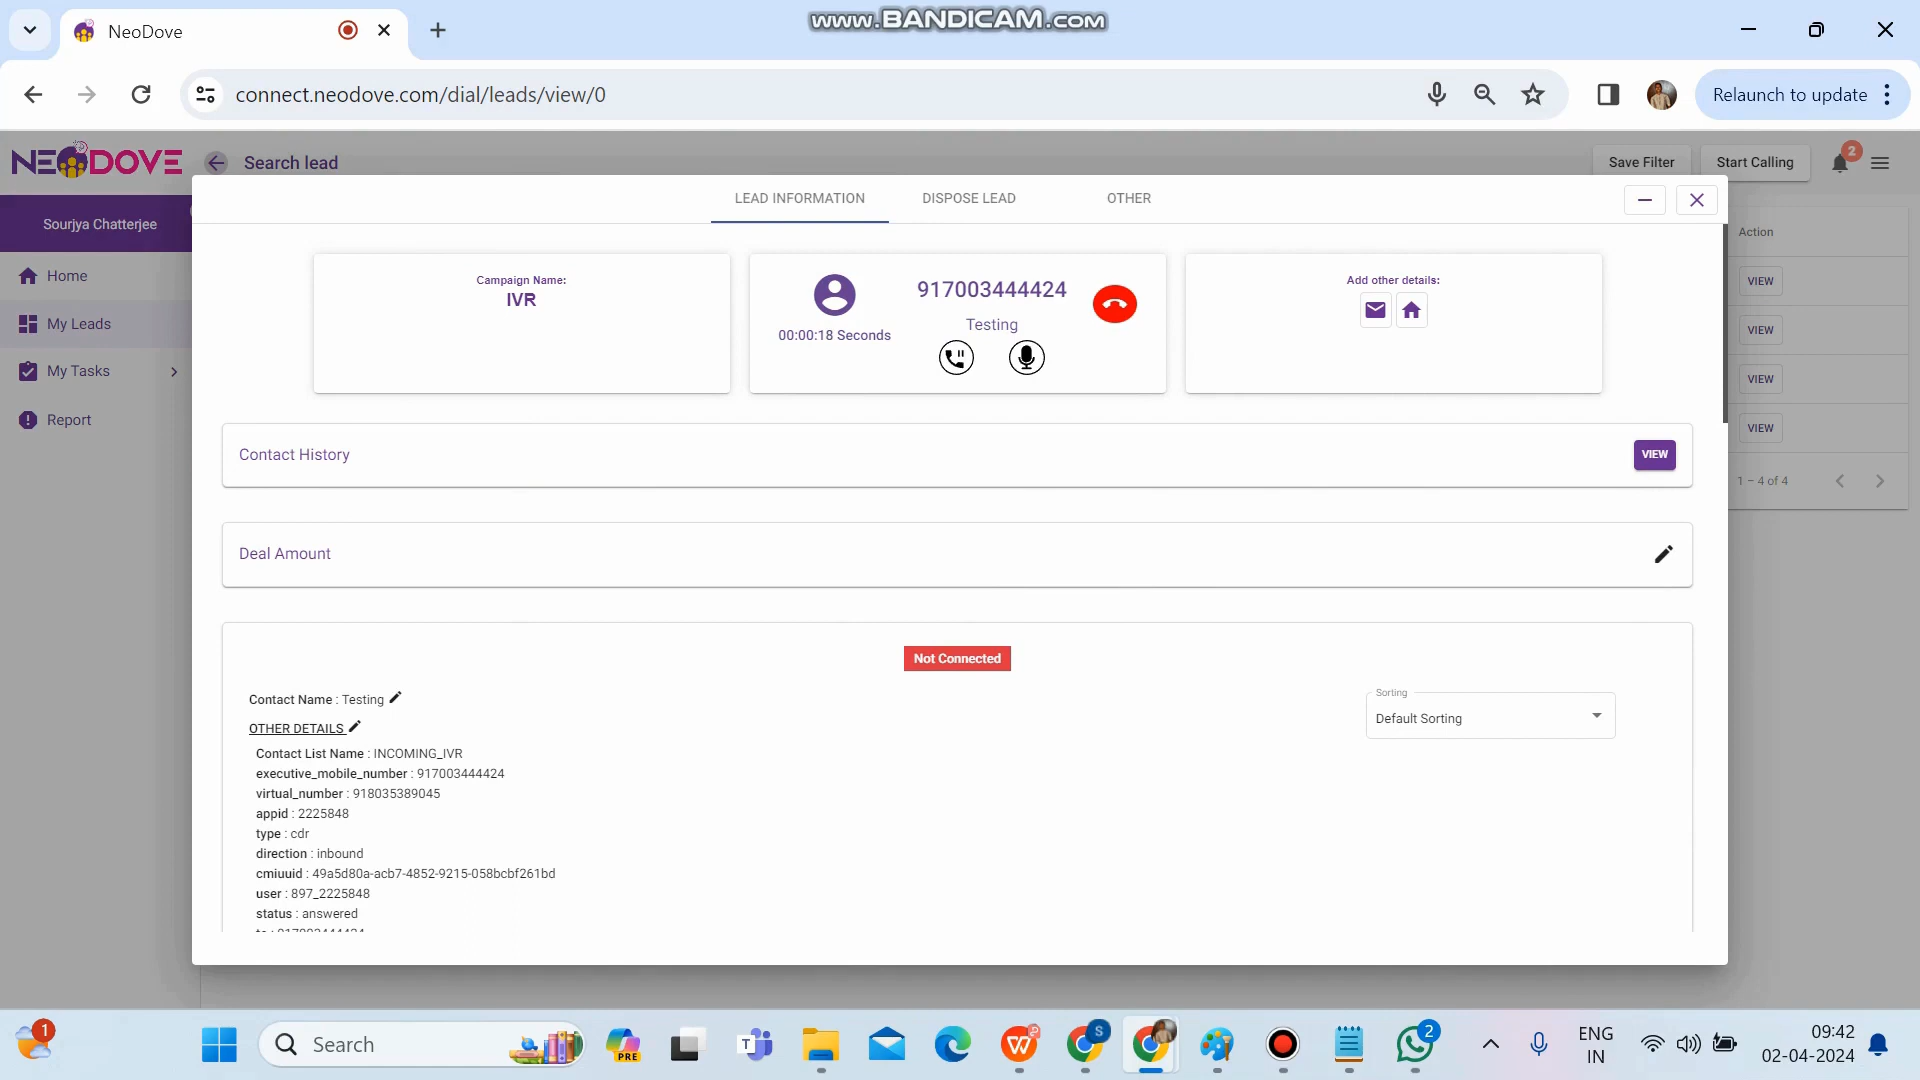 NeoDove
www.BANDICAM.com
connect.neodove.com/dial/leads/view/0
Relaunch to update
NEODOVE
Search lead
Save Filter
Start Calling
2
Sourjya Chatterjee
Home
My Leads
My Tasks
Report
LEAD INFORMATION
DISPOSE LEAD
OTHER
Campaign Name:
IVR
917003444424
Testing
00:00:18 Seconds
Add other details:
Contact History
VIEW
Deal Amount
Not Connected
Contact Name : Testing
Sorting
Default Sorting
OTHER DETAILS
Contact List Name : INCOMING_IVR
executive_mobile_number : 917003444424
virtual_number : 918035389045
appid : 2225848
type : cdr
direction : inbound
cmiuuid : 49a5d80a-acb7-4852-9215-058bcbf261bd
user : 897_2225848
status : answered
Action
VIEW
VIEW
VIEW
VIEW
1 – 4 of 4
1
Search
PRE
S
2
ENG
IN
09:42
02-04-2024